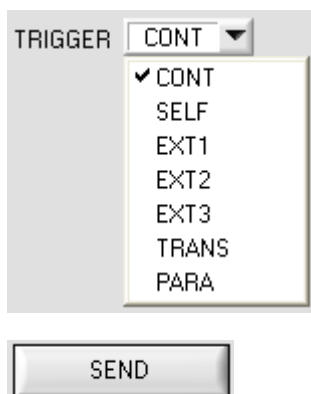 TRIGGER CONT
CONT
SELF
EXT1
EXT2
EXT3
TRANS
PARA
SEND